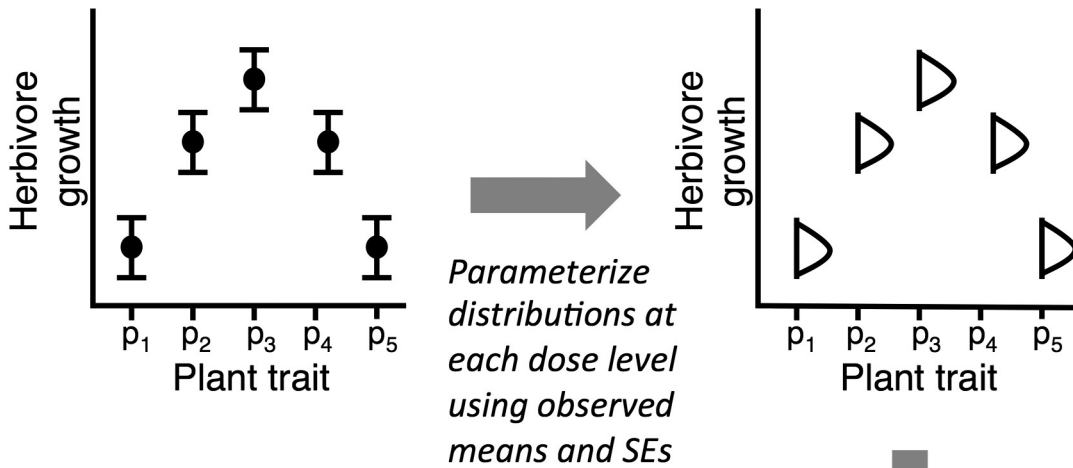 Herbivore
growth
p₁ p₂ p₃ p₄ p₅
Plant trait
Parameterize
distributions at
each dose level
using observed
means and SEs
Herbivore
growth
p₁ p₂ p₃ p₄ p₅
Plant trait